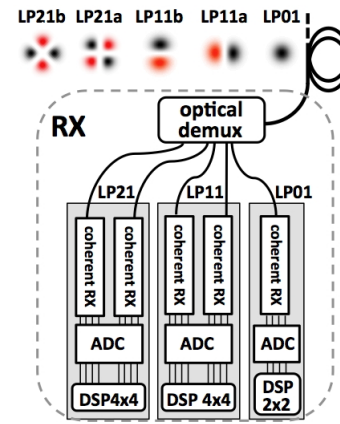 LP21b LP21a LP11b LP11a LP01
RX
optical
demux
LP21 LP11 LP01
coherent RX coherent RX coherent RX coherent RX coherent RX
ADC ADC ADC
DSP4x4 DSP 4x4 DSP
2x2